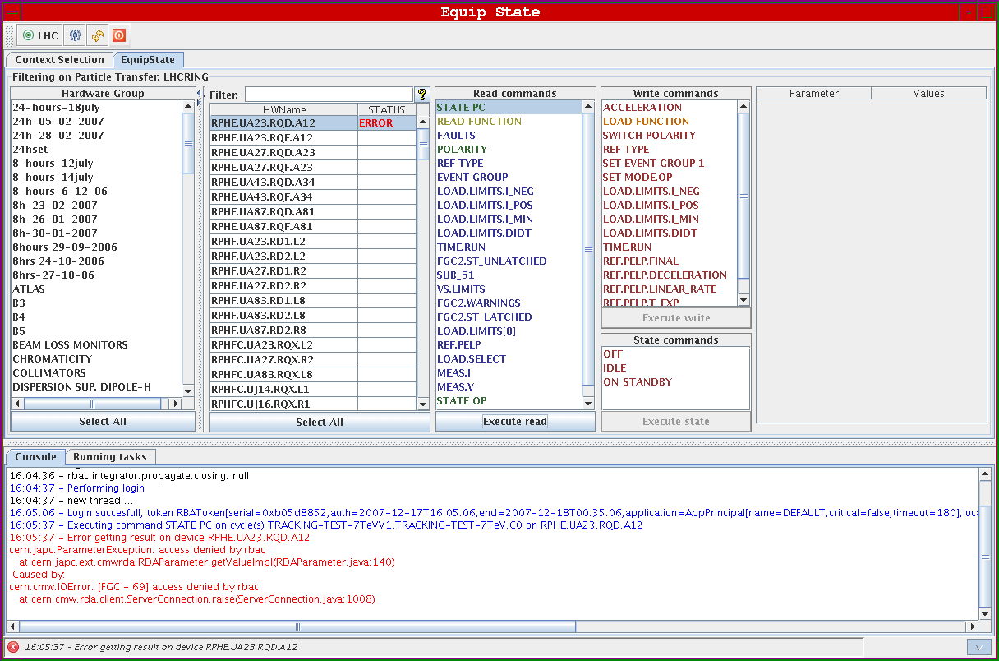 Equip State
LHC
Context Selection EquipState
Filtering on Particle Transfer: LHCRING
Hardware Group
24-hours-18july
24h-05-02-2007
24h-28-02-2007
24hset
8-hours-12july
8-hours-14july
8-hours-6-12-06
8h-23-02-2007
8h-26-01-2007
8h-30-01-2007
8hours 29-09-2006
8hrs 24-10-2006
8hrs-27-10-06
ATLAS
B3
B4
B5
BEAM LOSS MONITORS
CHROMATICITY
COLLIMATORS
DISPERSION SUP. DIPOLE-H
Select All
Filter: ?
HWName STATUS
RPHE.UA23.RQD.A12 ERROR
RPHE.UA23.RQF.A12
RPHE.UA27.RQD.A23
RPHE.UA27.RQF.A23
RPHE.UA43.RQD.A34
RPHE.UA43.RQF.A34
RPHE.UA87.RQD.A81
RPHE.UA87.RQF.A81
RPHF.UA23.RD1.L2
RPHF.UA23.RD2.L2
RPHF.UA27.RD1.R2
RPHF.UA27.RD2.R2
RPHF.UA83.RD1.L8
RPHF.UA83.RD2.L8
RPHF.UA87.RD2.R8
RPHFC.UA23.RQX.L2
RPHFC.UA27.RQX.R2
RPHFC.UA83.RQX.L8
RPHFC.UJ14.RQX.L1
RPHFC.UJ16.RQX.R1
Select All
Read commands
STATE PC
READ FUNCTION
FAULTS
POLARITY
REF TYPE
EVENT GROUP
LOAD.LIMITS.I_NEG
LOAD.LIMITS.I_POS
LOAD.LIMITS.I_MIN
LOAD.LIMITS.DIDT
TIME.RUN
FGC2.ST_UNLATCHED
SUB_51
VS.LIMITS
FGC2.WARNINGS
FGC2.ST_LATCHED
LOAD.LIMITS[0]
REF.PELP
LOAD.SELECT
MEAS.I
MEAS.V
STATE OP
Execute read
Write commands
ACCELERATION
LOAD FUNCTION
SWITCH POLARITY
REF TYPE
SET EVENT GROUP 1
SET MODE.OP
LOAD.LIMITS.I_NEG
LOAD.LIMITS.I_POS
LOAD.LIMITS.I_MIN
LOAD.LIMITS.DIDT
TIME.RUN
REF.PELP.FINAL
REF.PELP.DECELERATION
REF.PELP.LINEAR_RATE
REF.PELP.T_EXP
Execute write
State commands
OFF
IDLE
ON_STANDBY
Execute state
Parameter Values
Console Running tasks
16:04:36 - rbac.integrator.propagate.closing: null
16:04:37 - Performing login
16:04:37 - new thread ...
16:05:06 - Login succesfull, token RBAToken[serial=0xb05d8852;auth=2007-12-17T16:05:06;end=2007-12-18T00:35:06;application=AppPrincipal[name=DEFAULT;critical=false;timeout=180];loca
16:05:37 - Executing command STATE PC on cycle(s) TRACKING-TEST-7TeVV1.TRACKING-TEST-7TeV.C0 on RPHE.UA23.RQD.A12
16:05:37 - Error getting result on device RPHE.UA23.RQD.A12
cern.japc.ParameterException: access denied by rbac
at cern.japc.ext.cmwrda.RDAParameter.getValueImpl(RDAParameter.java:140)
Caused by:
cern.cmw.IOError: [FGC - 69] access denied by rbac
at cern.cmw.rda.client.ServerConnection.raise(ServerConnection.java:1008)
16:05:37 - Error getting result on device RPHE.UA23.RQD.A12